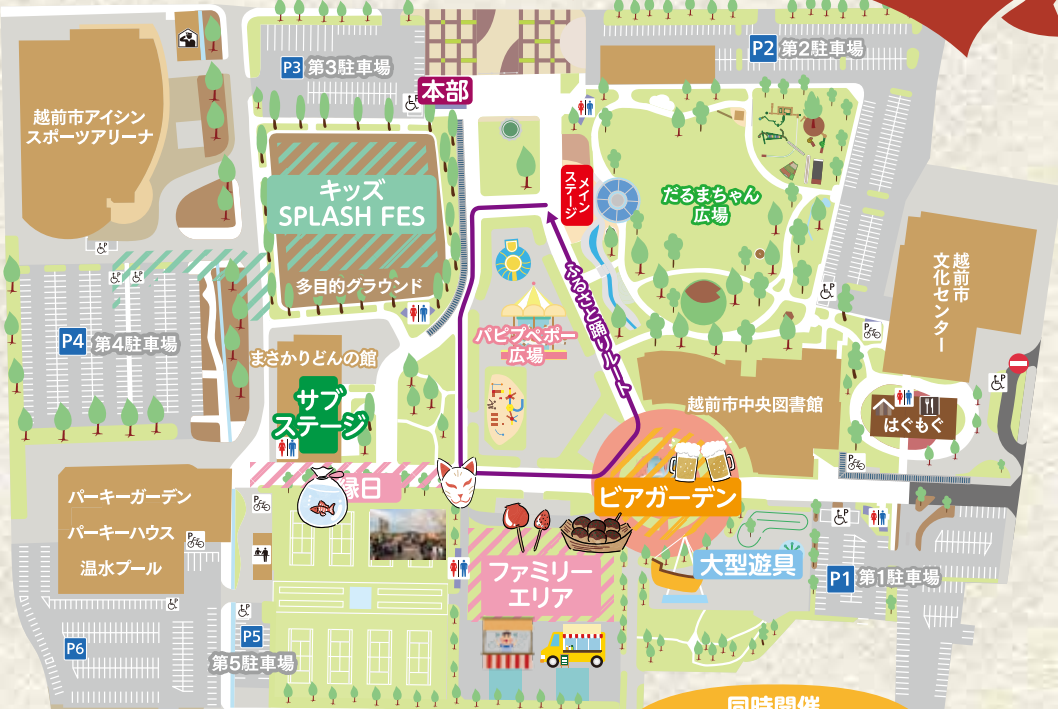 P2 第2駐車場
P3 第3駐車場
本部
越前市アイシン
スポーツアリーナ
キッズ
SPLASH FES
多目的グラウンド
メイン
ステージ
だるまちゃん
広場
越前市
文化センター
ふるさと踊りルート
パピプペポー
広場
P4 第4駐車場
まさかりどんの館
サブ
ステージ
越前市中央図書館
はぐもぐ
縁日
ビアガーデン
パーキーガーデン
パーキーハウス
温水プール
ファミリー
エリア
大型遊具
P1 第1駐車場
P5
第5駐車場
P6
同時開催
P
P
P
P
P
P
P
P
P
P
P
P